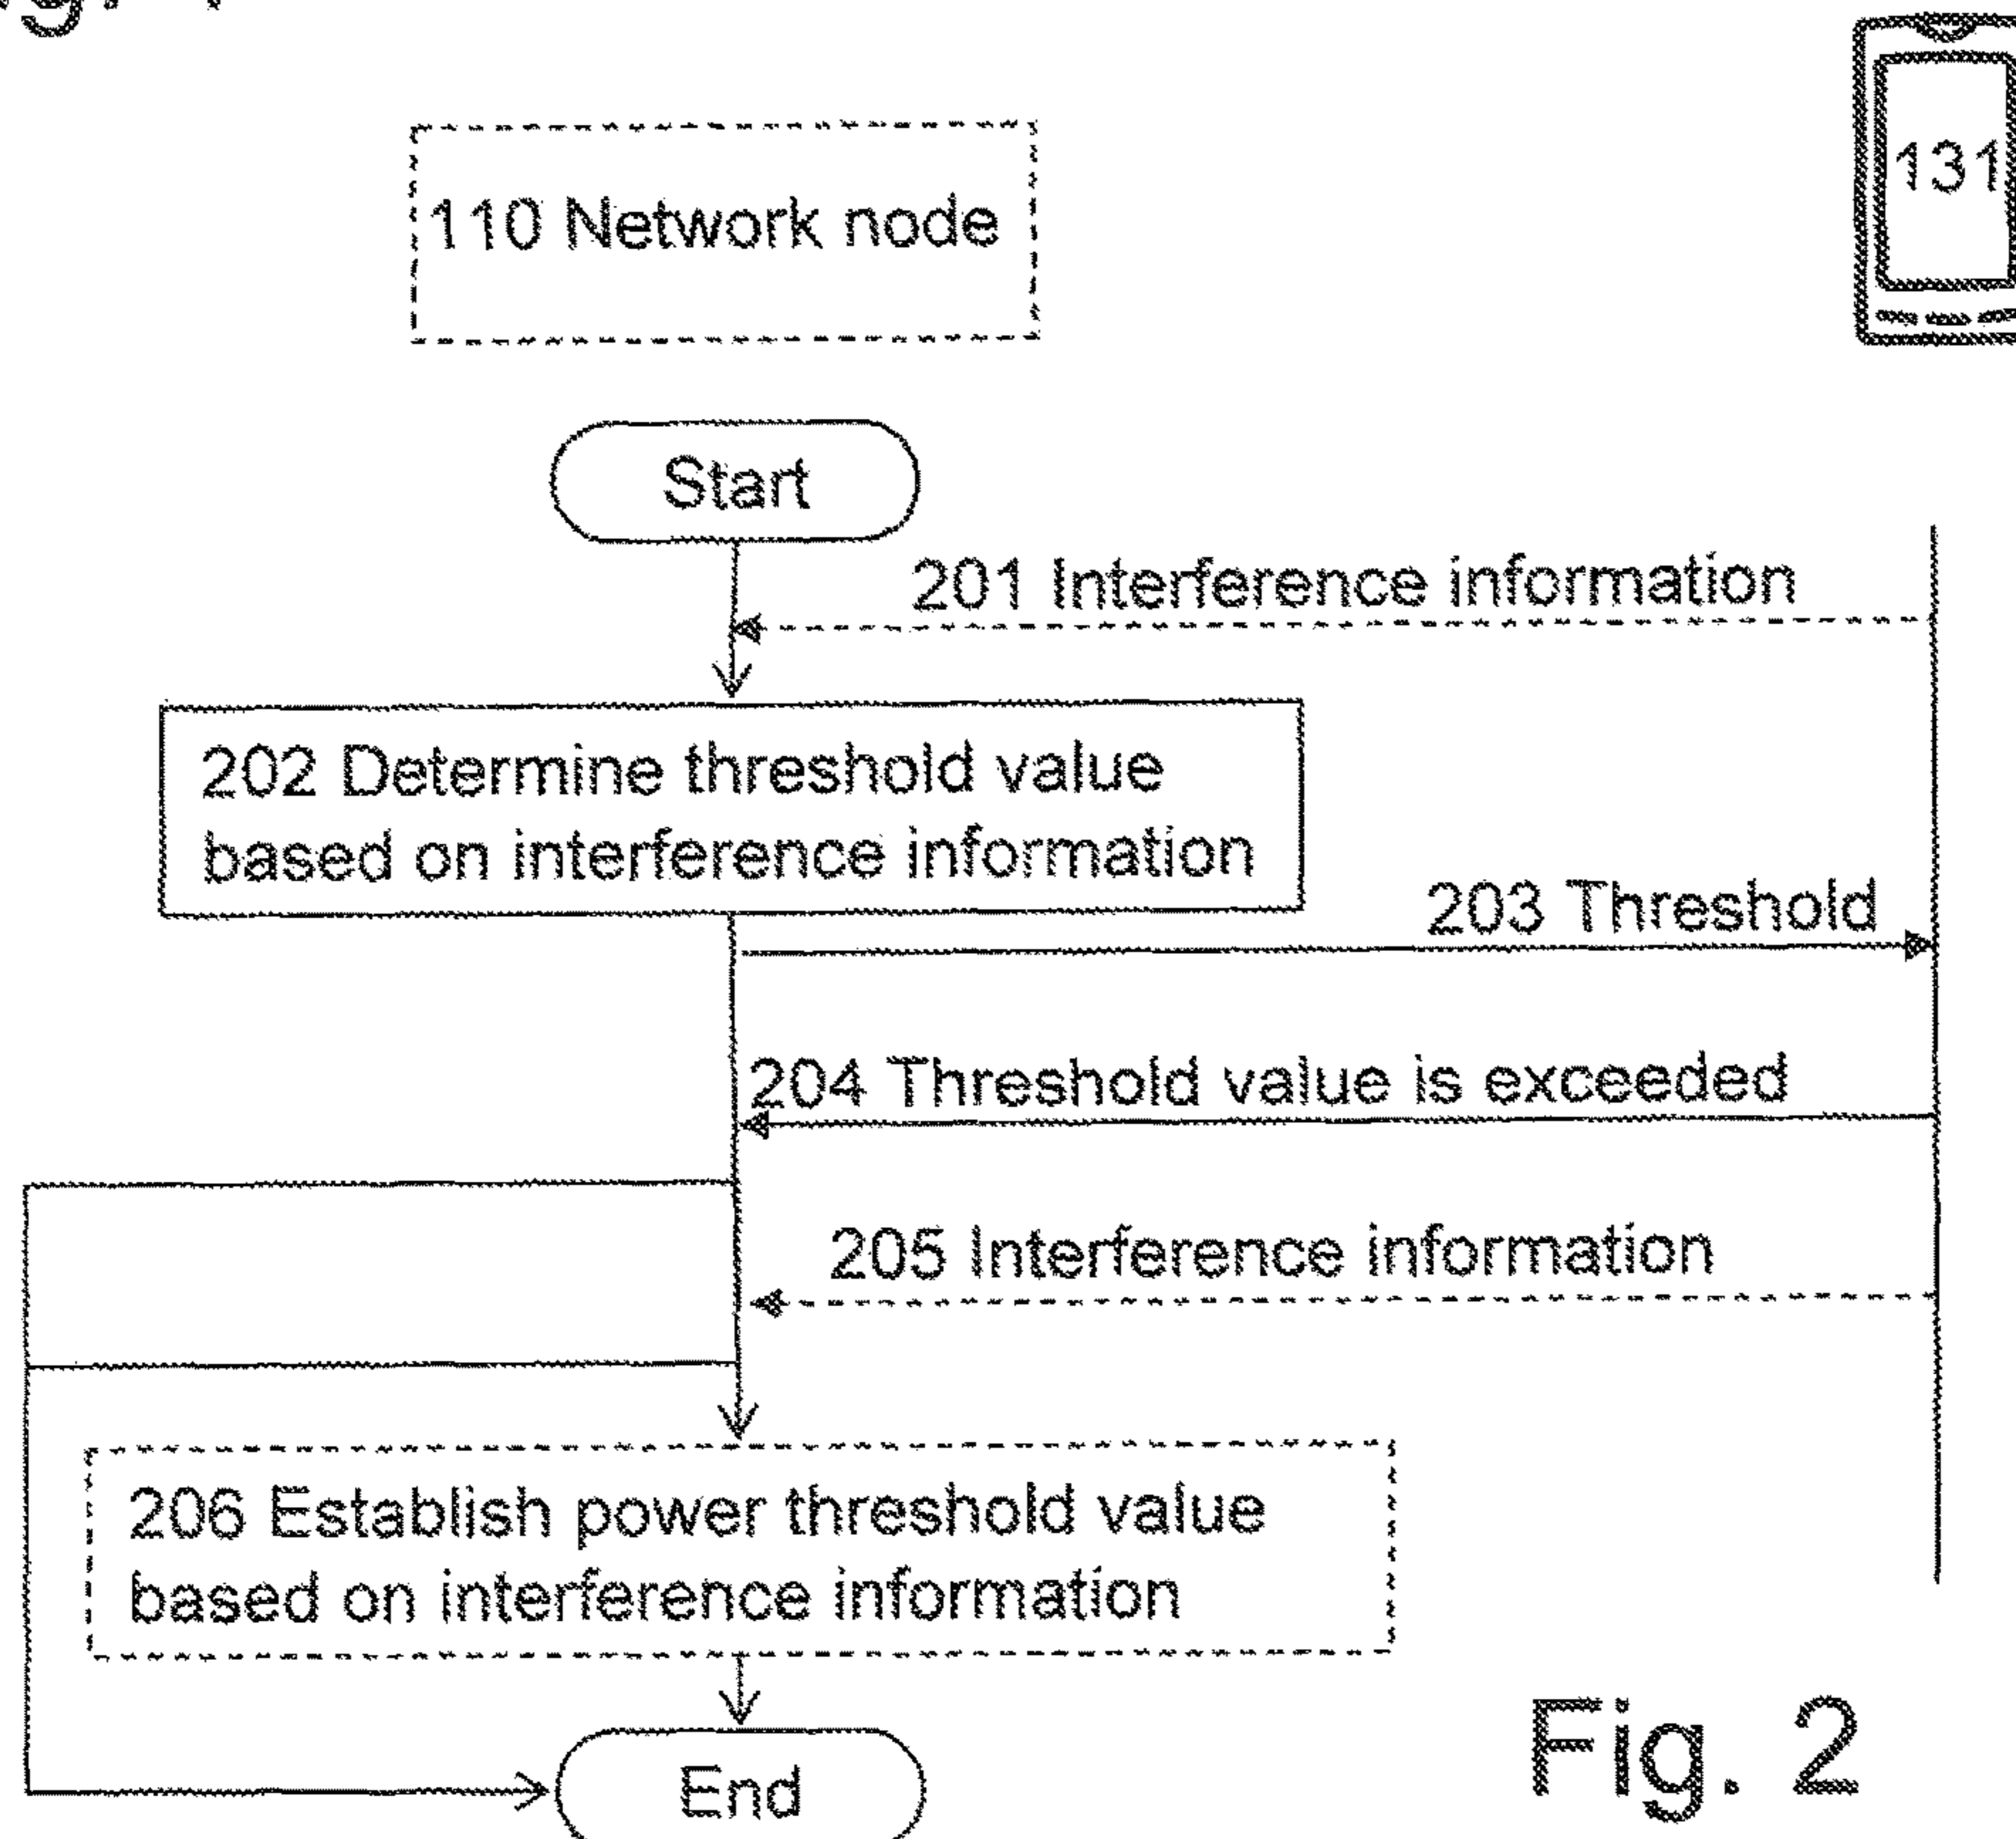 110 Network node
131
Start
201 Interference information
202 Determine threshold value
based on interference information
203 Threshold
204 Threshold value is exceeded
205 Interference information
206 Establish power threshold value
based on interference information
End
Fig. 2